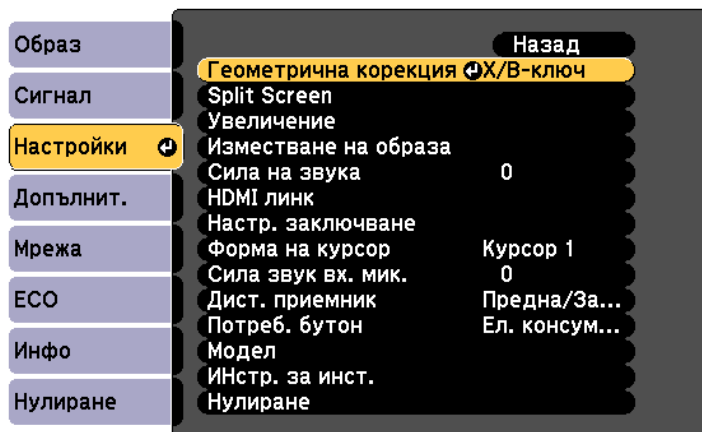 Образ
Сигнал
Настройки
Допълнит.
Мрежа
ECO
Инфо
Нулиране
Назад
Геометрична корекция Х/В-ключ
Split Screen
Увеличение
Изместване на образа
Сила на звука 0
HDMI линк
Настр. заключване
Форма на курсор Курсор 1
Сила звук вх. мик. 0
Дист. приемник Предна/За...
Потреб. бутон Ел. консум...
Модел
ИНстр. за инст.
Нулиране